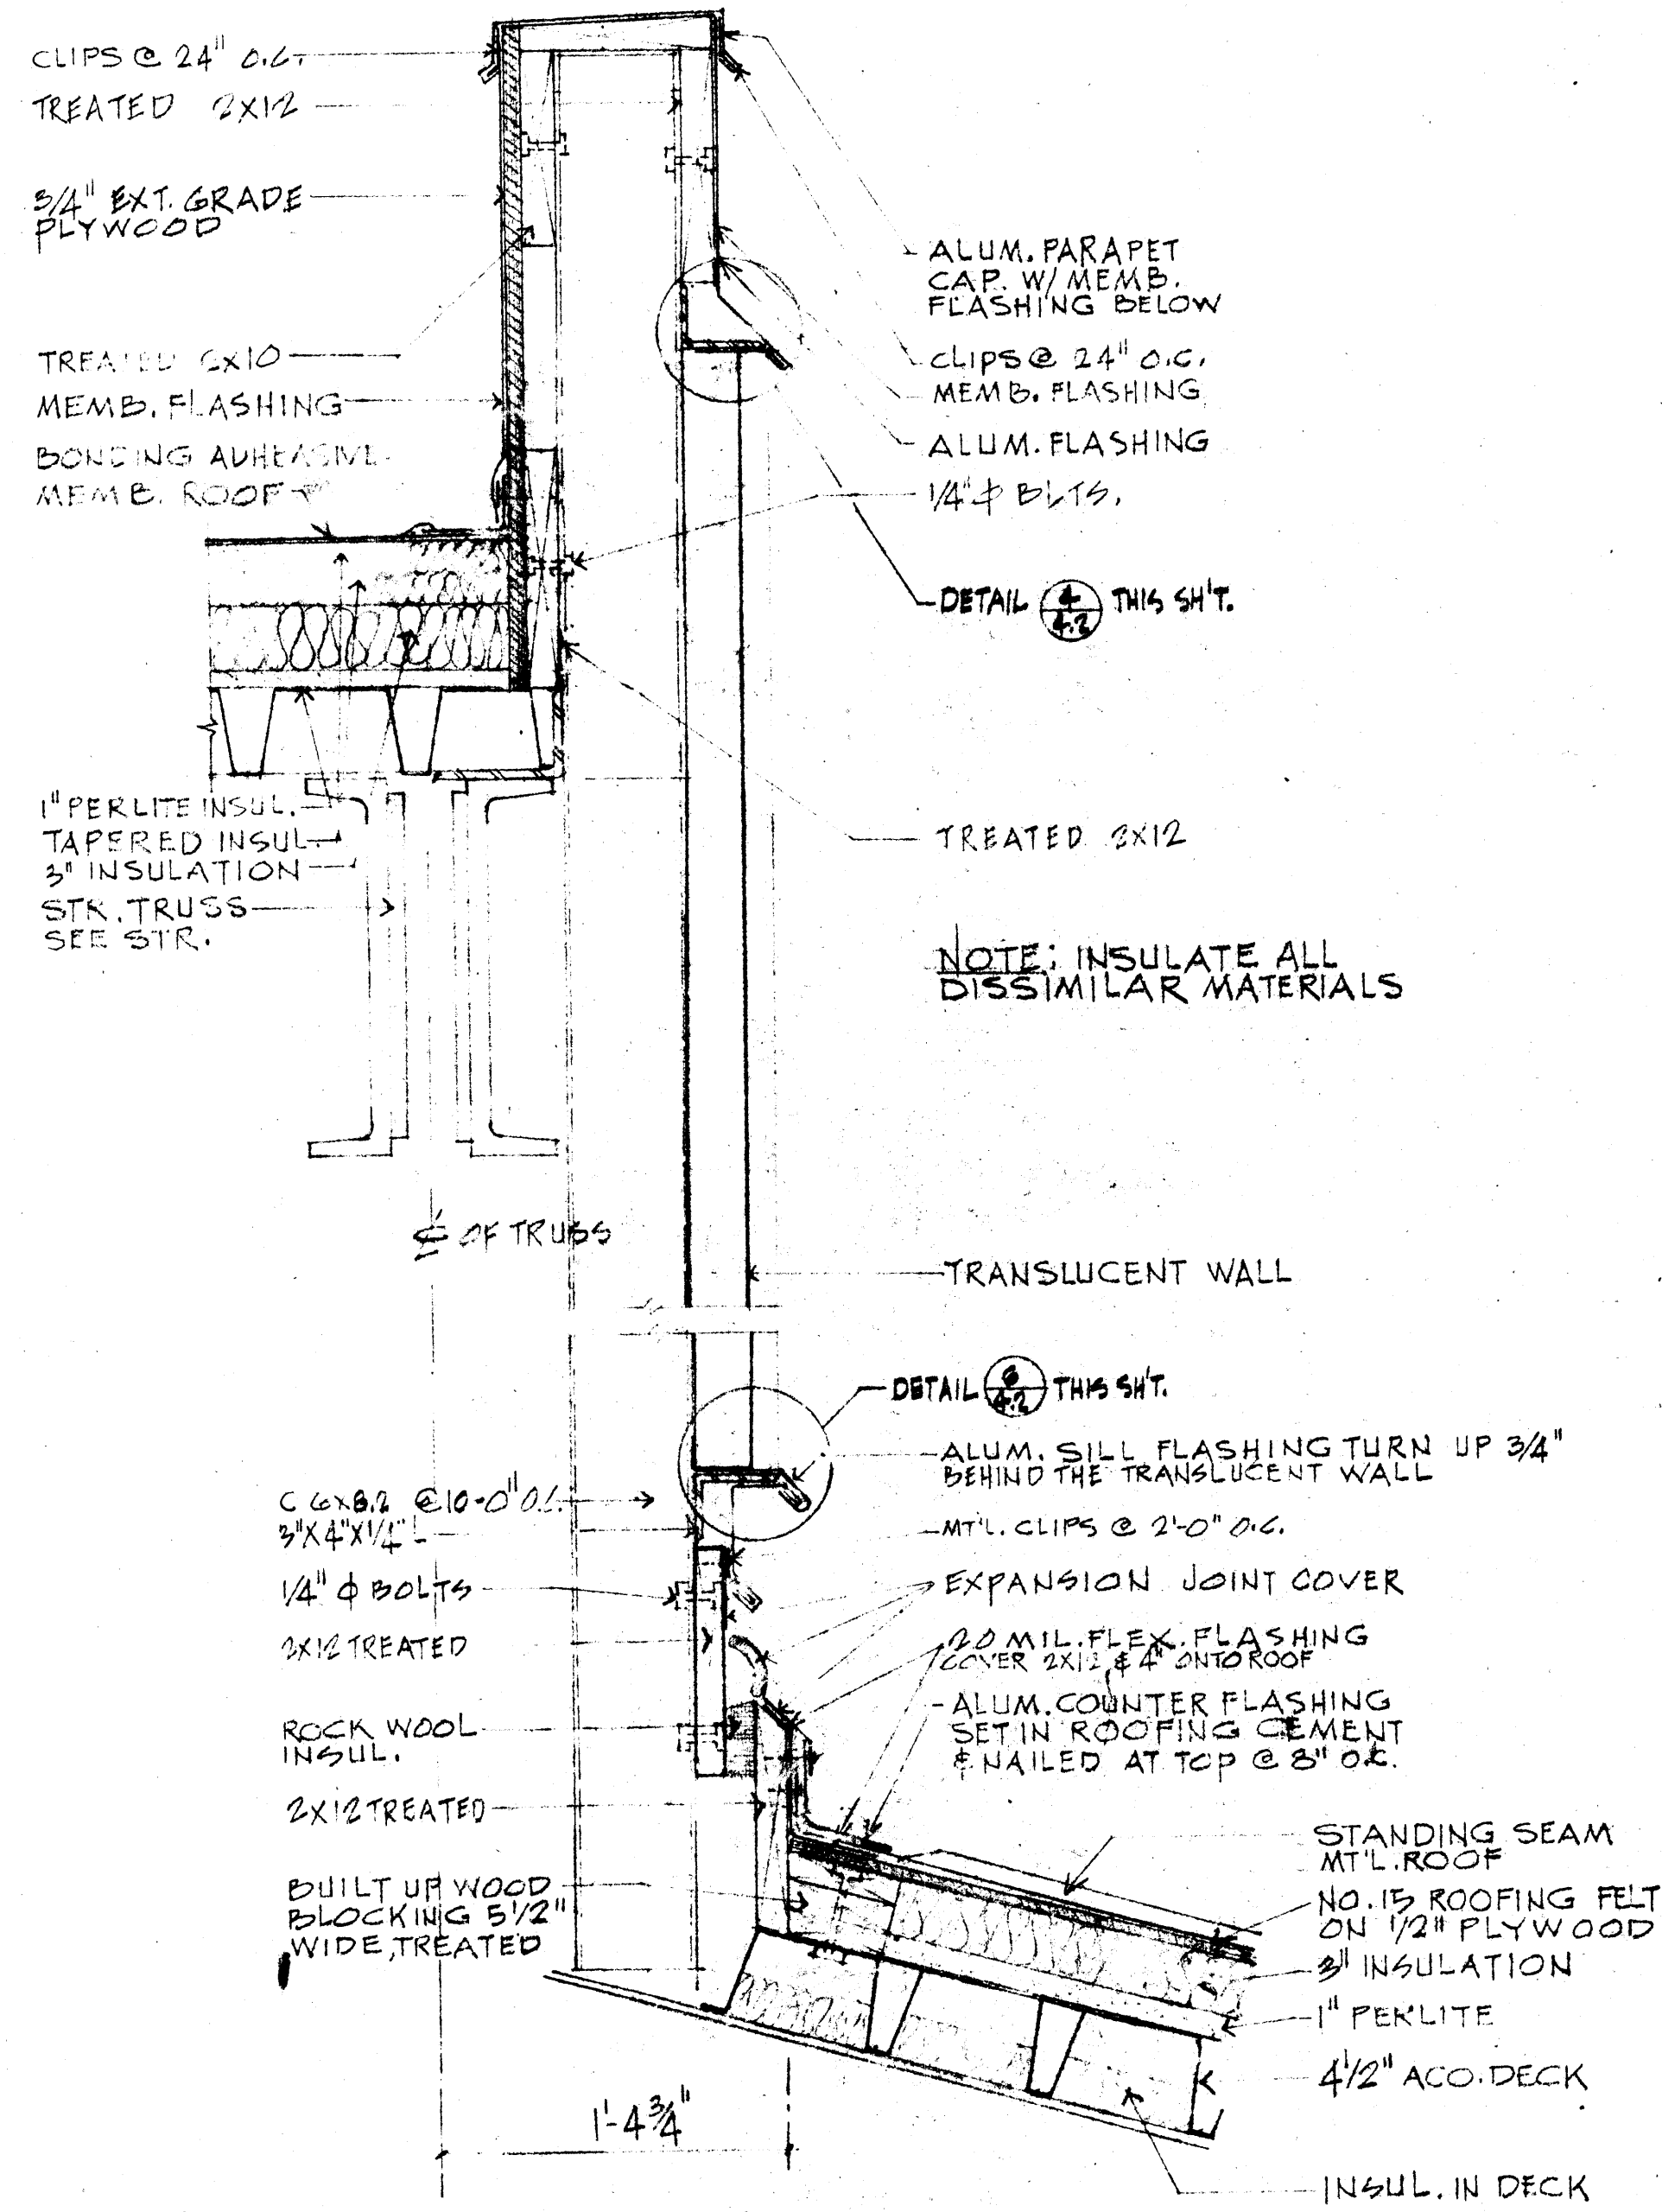 CLIPS @ 24" O.C.
TREATED 2X12
3/4" EXT. GRADE
PLYWOOD
TREATED 6X10
MEMB. FLASHING
BONDING ADHEASIVE
MEMB. ROOF
1" PERLITE INSUL.
TAPERED INSUL
3" INSULATION
STR. TRUSS
SEE STR.
ALUM. PARAPET
CAP. W/ MEMB.
FLASHING BELOW
CLIPS @ 24" O.C.
MEMB. FLASHING
ALUM. FLASHING
1/4" φ BLTS.
DETAIL 4 THIS SH'T.
4.2
TREATED 2X12
NOTE: INSULATE ALL
DISSIMILAR MATERIALS
℄ OF TRUSS
TRANSLUCENT WALL
DETAIL THIS SH'T.
4.2
ALUM. SILL FLASHING TURN UP 3/4"
BEHIND THE TRANSLUCENT WALL
MT'L. CLIPS @ 2'-0" O.C.
EXPANSION JOINT COVER
20 MIL. FLEX. FLASHING
COVER 2X12 & 4" ONTO ROOF
ALUM. COUNTER FLASHING
SET IN ROOFING CEMENT
& NAILED AT TOP @ 8" O.C.
C 6X8.2 @ 10-0" O.C.
3"X4"X1/4" L
1/4" φ BOLTS
2X12 TREATED
ROCK WOOL
INSUL.
2X12 TREATED
BUILT UP WOOD
BLOCKING 5 1/2"
WIDE, TREATED
STANDING SEAM
MT'L. ROOF
NO. 15 ROOFING FELT
ON 1/2" PLYWOOD
3" INSULATION
1" PERLITE
4 1/2" ACO. DECK
INSUL. IN DECK
1'-4 3/4"